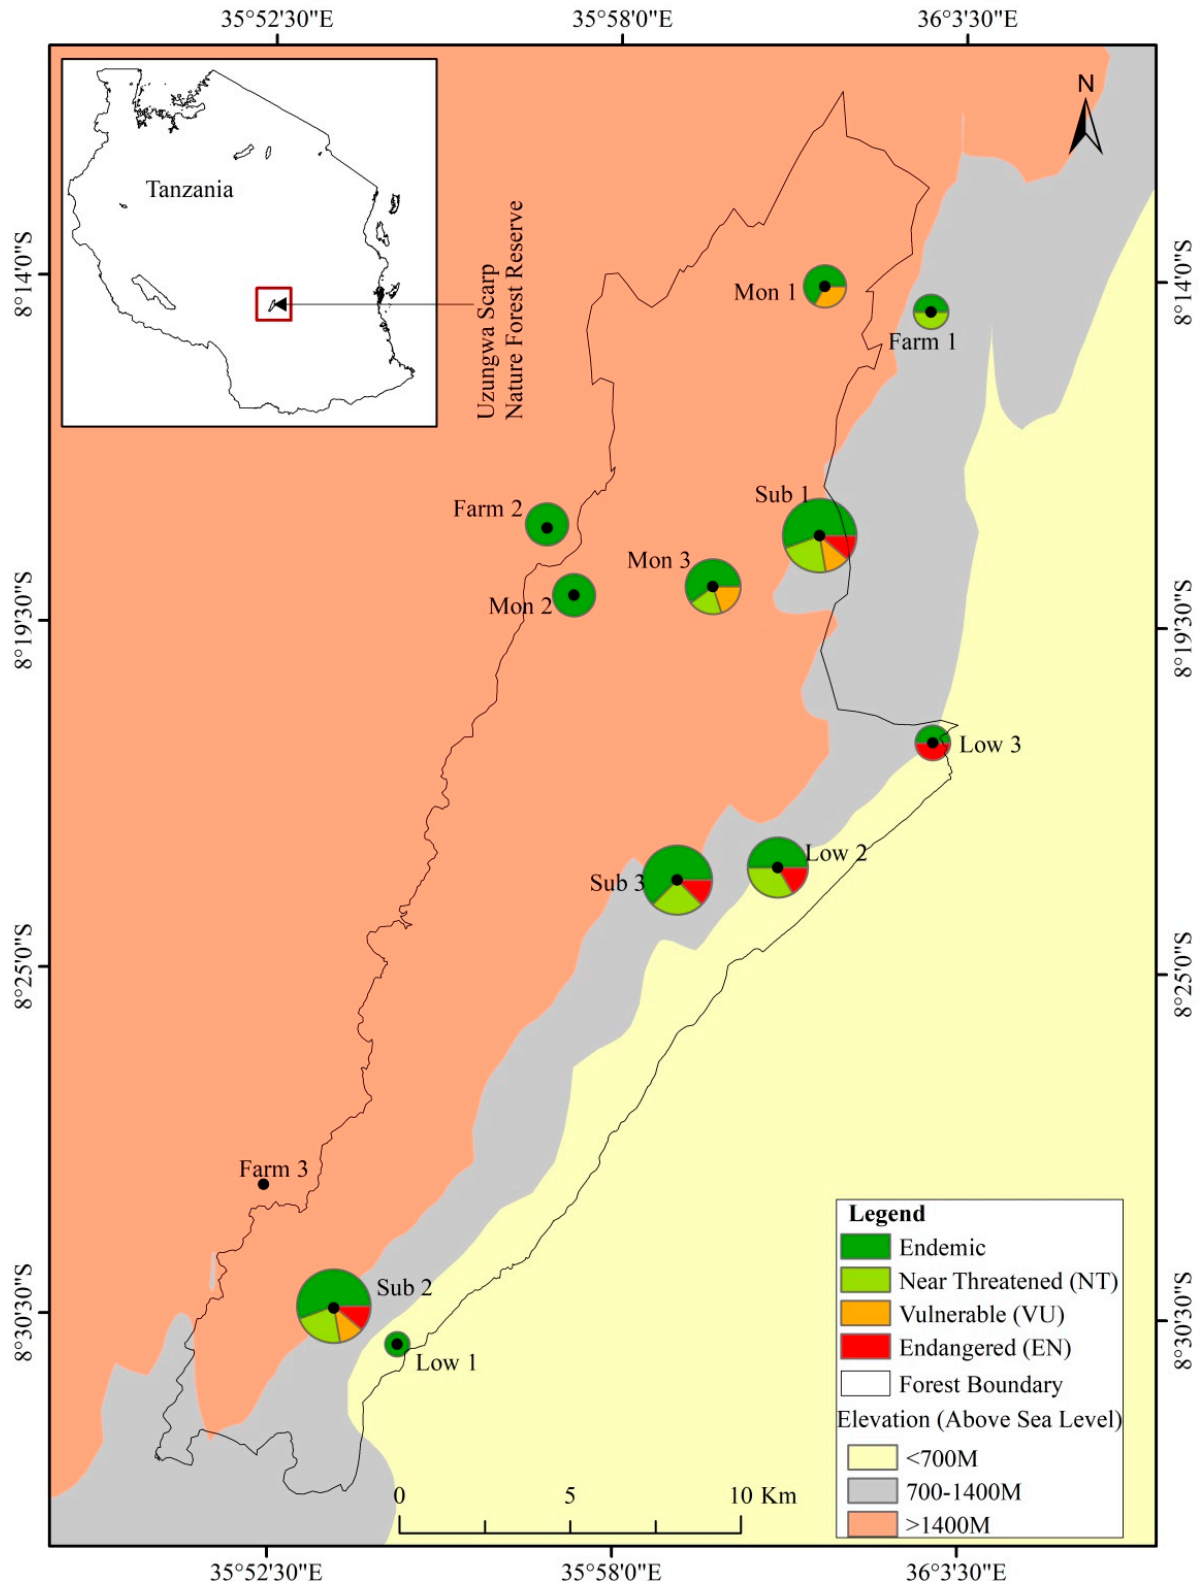 35°52'30"E
35°58'0"E
36°3'30"E
N
Tanzania
Uzungwa Scarp
Nature Forest Reserve
8°14'0"S
8°14'0"S
Mon 1
Farm 1
Sub 1
Farm 2
Mon 3
Mon 2
8°19'30"S
8°19'30"S
Low 3
Low 2
Sub 3
8°25'0"S
8°25'0"S
Farm 3
Sub 2
Low 1
8°30'30"S
8°30'30"S
Legend
Endemic
Near Threatened (NT)
Vulnerable (VU)
Endangered (EN)
Forest Boundary
Elevation (Above Sea Level)
<700M
700-1400M
>1400M
0 5 10 Km
35°52'30"E
35°58'0"E
36°3'30"E